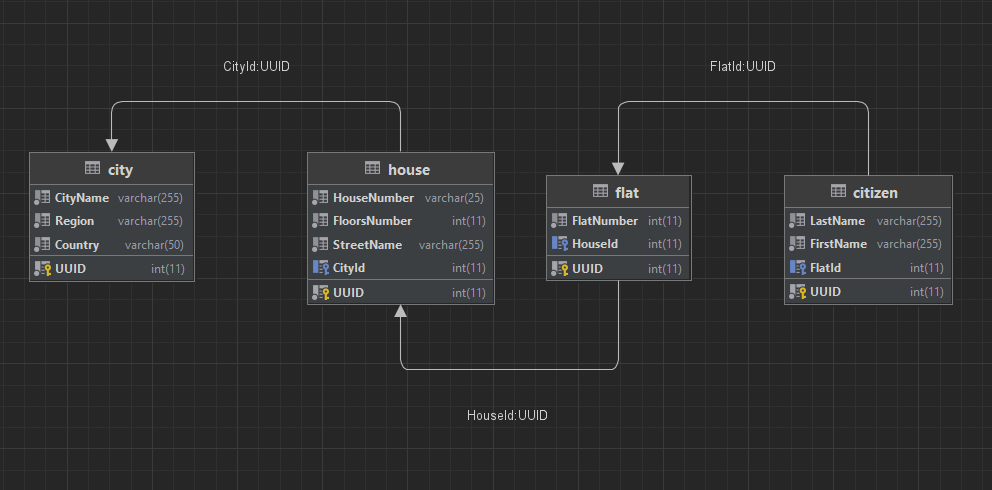 CityId:UUID
FlatId:UUID
city
CityName varchar(255)
Region varchar(255)
Country varchar(50)
UUID int(11)
house
HouseNumber varchar(25)
FloorsNumber int(11)
StreetName varchar(255)
CityId int(11)
UUID int(11)
flat
FlatNumber int(11)
HouseId int(11)
UUID int(11)
citizen
LastName varchar(255)
FirstName varchar(255)
FlatId int(11)
UUID int(11)
HouseId:UUID